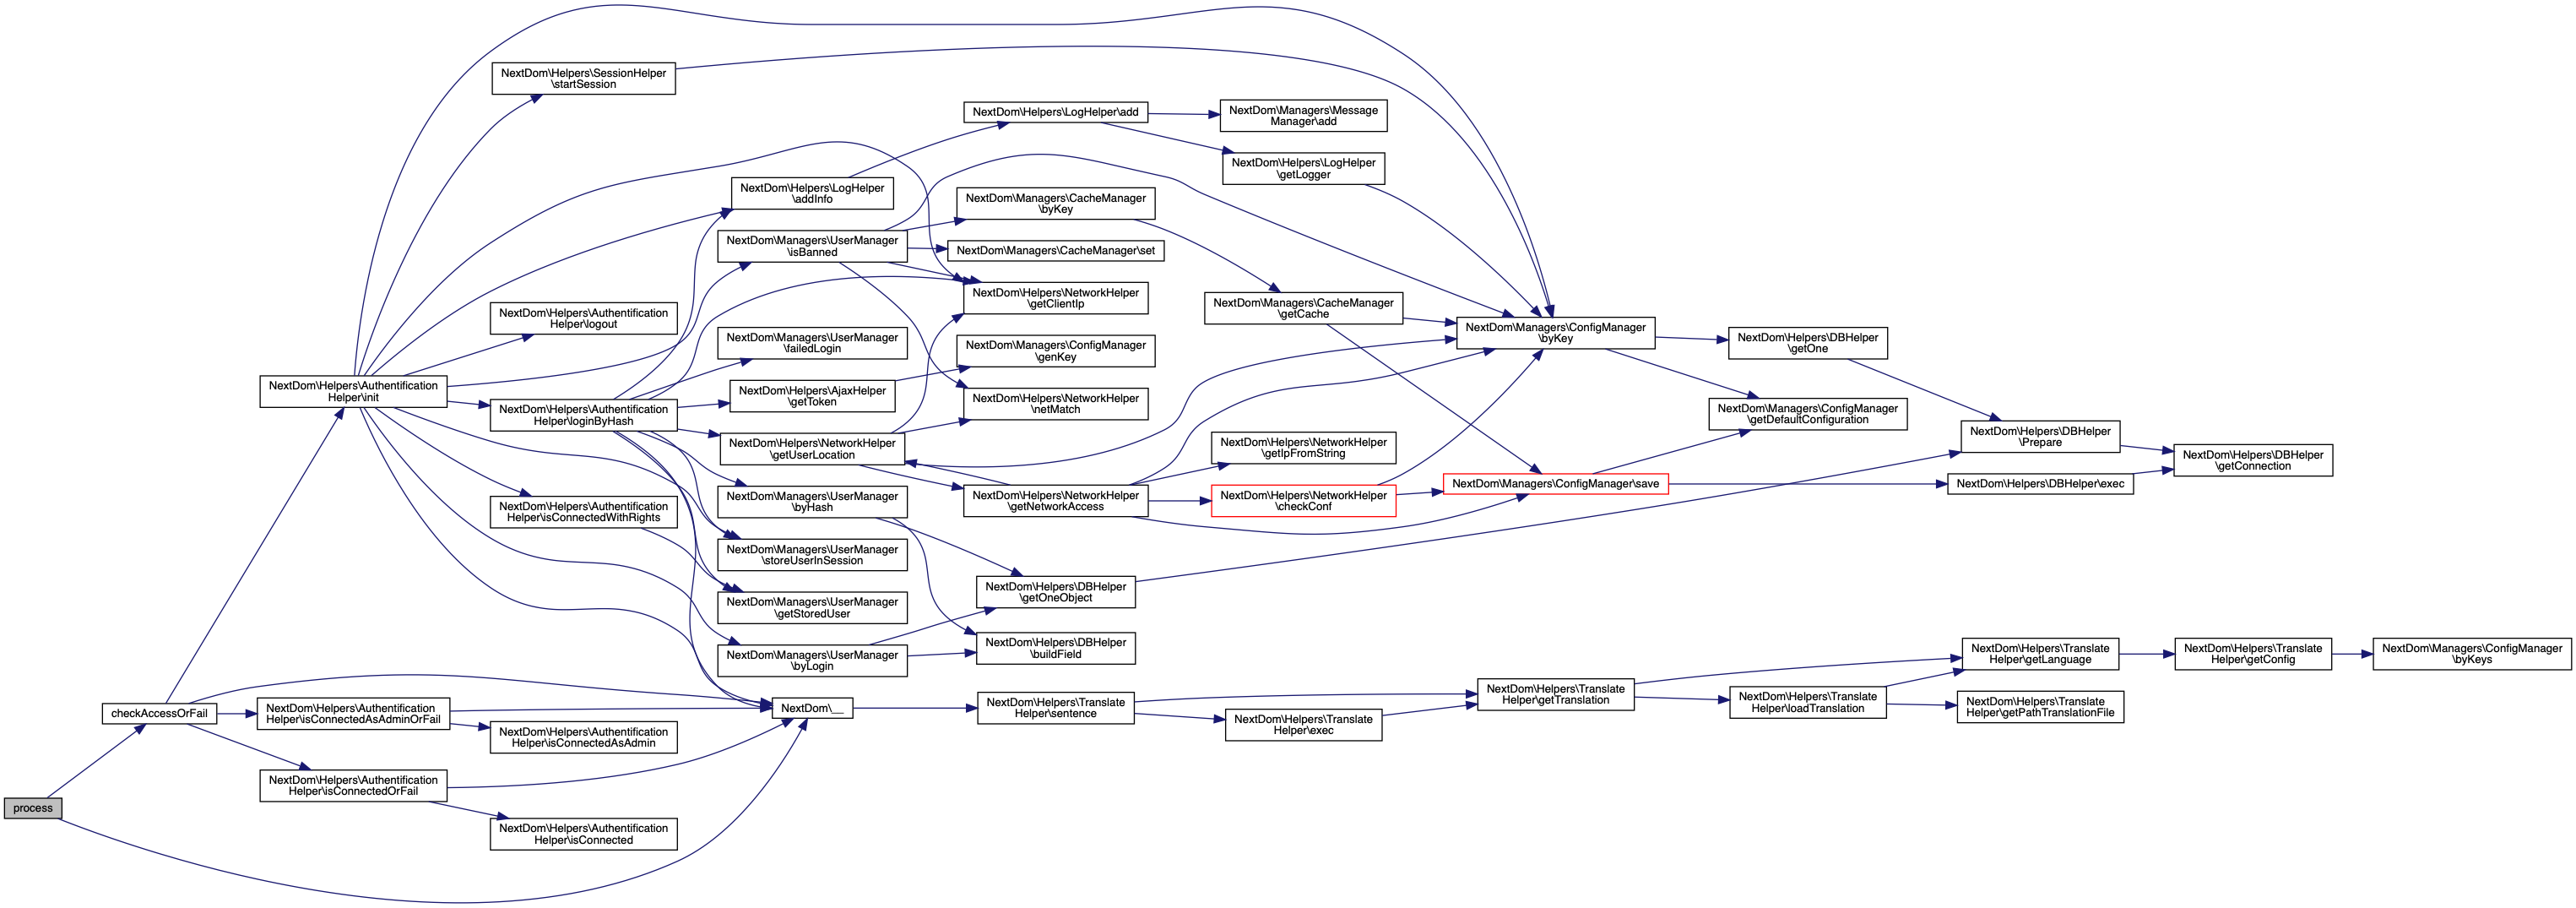 process
checkAccessOrFail
NextDom\Helpers\Authentification
Helper\init
NextDom\Helpers\Authentification
Helper\isConnectedAsAdminOrFail
NextDom\Helpers\Authentification
Helper\isConnectedOrFail
NextDom\Helpers\SessionHelper
\startSession
NextDom\Helpers\Authentification
Helper\logout
NextDom\Helpers\Authentification
Helper\loginByHash
NextDom\Helpers\Authentification
Helper\isConnectedWithRights
NextDom\Helpers\Authentification
Helper\isConnectedAsAdmin
NextDom\Helpers\Authentification
Helper\isConnected
NextDom\Helpers\LogHelper
\addInfo
NextDom\Managers\UserManager
\isBanned
NextDom\Managers\UserManager
\failedLogin
NextDom\Helpers\AjaxHelper
\getToken
NextDom\Helpers\NetworkHelper
\getUserLocation
NextDom\Managers\UserManager
\byHash
NextDom\Managers\UserManager
\storeUserInSession
NextDom\Managers\UserManager
\getStoredUser
NextDom\Managers\UserManager
\byLogin
NextDom\__
NextDom\Helpers\LogHelper\add
NextDom\Managers\CacheManager
\byKey
NextDom\Managers\CacheManager\set
NextDom\Helpers\NetworkHelper
\getClientIp
NextDom\Managers\ConfigManager
\genKey
NextDom\Helpers\NetworkHelper
\netMatch
NextDom\Helpers\NetworkHelper
\getNetworkAccess
NextDom\Helpers\DBHelper
\getOneObject
NextDom\Helpers\DBHelper
\buildField
NextDom\Helpers\Translate
Helper\sentence
NextDom\Managers\Message
Manager\add
NextDom\Helpers\LogHelper
\getLogger
NextDom\Managers\CacheManager
\getCache
NextDom\Helpers\NetworkHelper
\getIpFromString
NextDom\Helpers\NetworkHelper
\checkConf
NextDom\Helpers\Translate
Helper\exec
NextDom\Managers\ConfigManager
\byKey
NextDom\Managers\ConfigManager\save
NextDom\Helpers\Translate
Helper\getTranslation
NextDom\Helpers\DBHelper
\getOne
NextDom\Managers\ConfigManager
\getDefaultConfiguration
NextDom\Helpers\Translate
Helper\loadTranslation
NextDom\Helpers\DBHelper
\Prepare
NextDom\Helpers\DBHelper\exec
NextDom\Helpers\Translate
Helper\getLanguage
NextDom\Helpers\Translate
Helper\getPathTranslationFile
NextDom\Helpers\DBHelper
\getConnection
NextDom\Helpers\Translate
Helper\getConfig
NextDom\Managers\ConfigManager
\byKeys